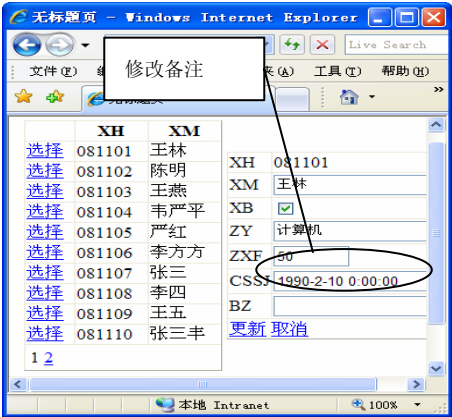 无标题页 - Windows Internet Explorer
Live Search
文件(F)
(A) 工具(T) 帮助(H)
»
修改备注
XH XM
选择 081101 王林
选择 081102 陈明
选择 081103 王燕
选择 081104 韦严平
选择 081105 严红
选择 081106 李方方
选择 081107 张三
选择 081108 李四
选择 081109 王五
选择 081110 张三丰
1 2
XH 081101
XM 王林
XB
ZY 计算机
ZXF 50
CSSJ 1990-2-10 0:00:00
BZ
更新 取消
本地 Intranet
100%